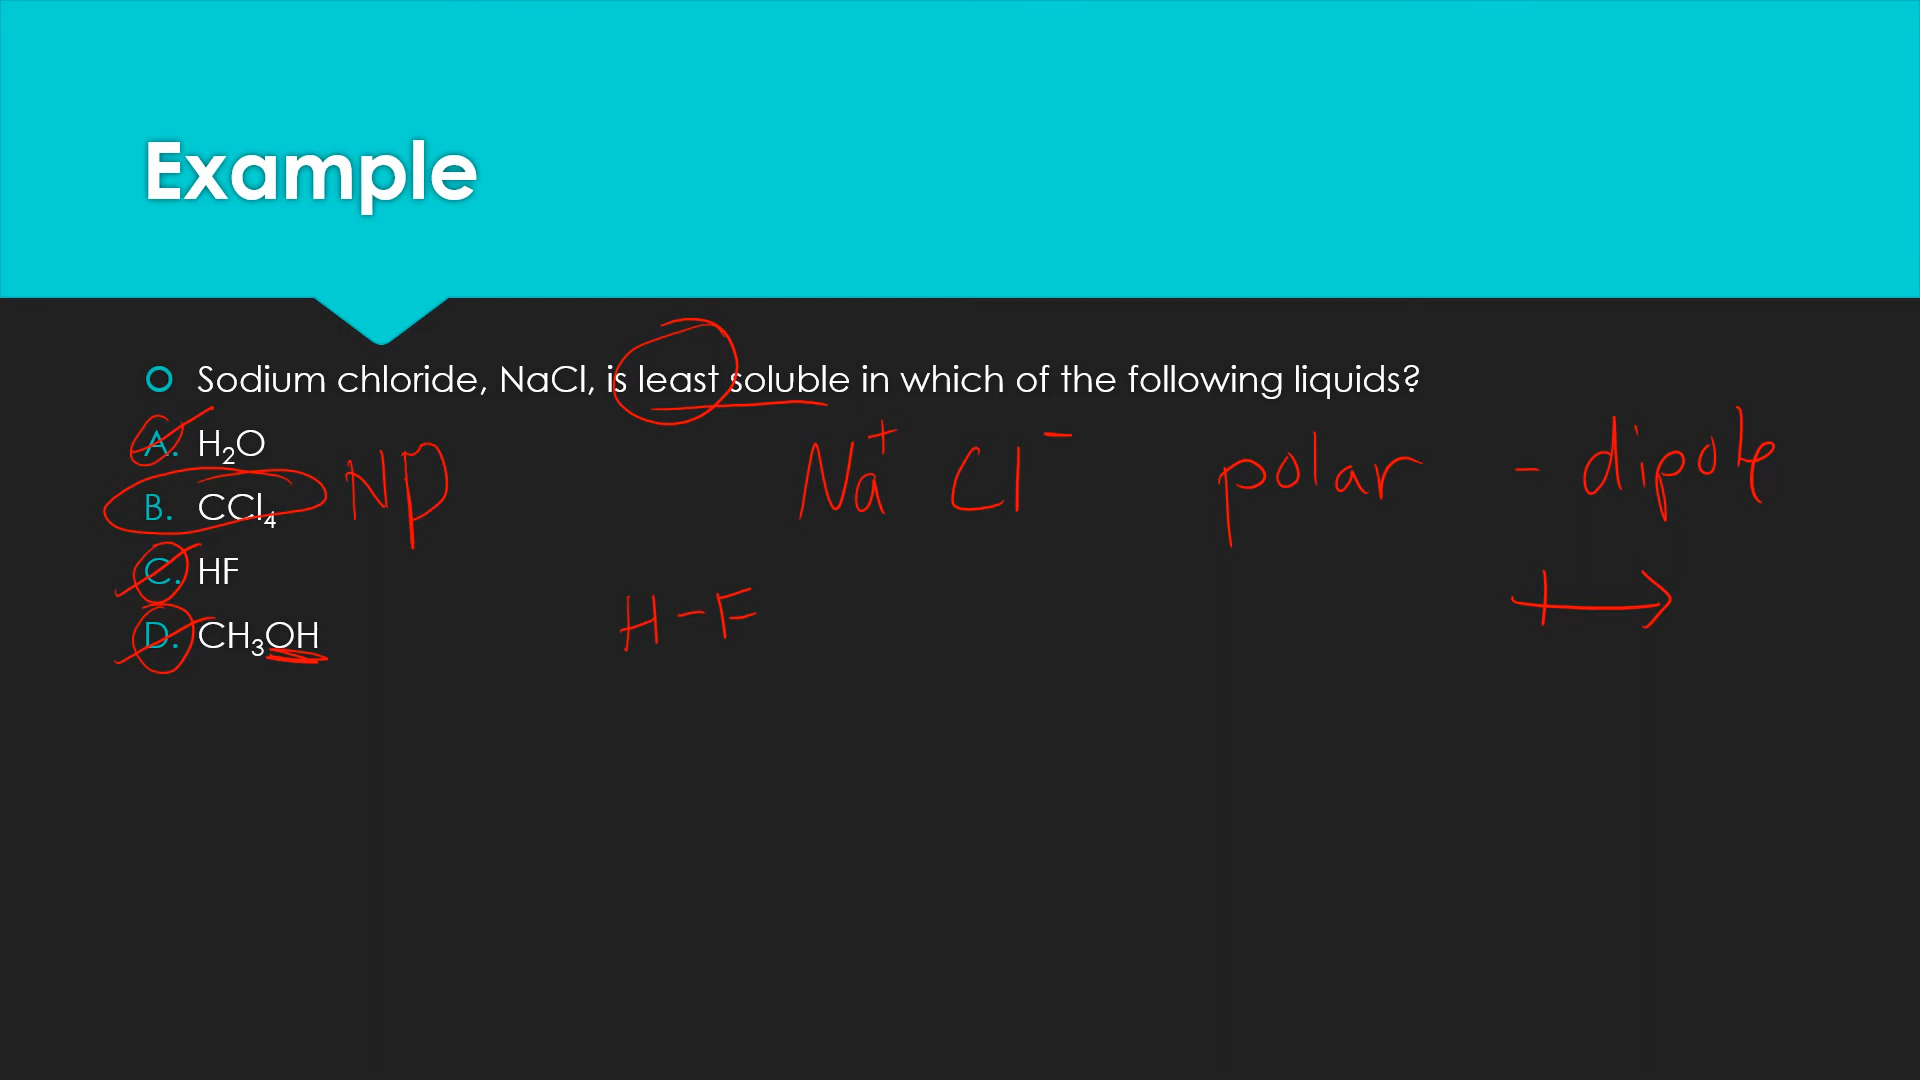 Example
Sodium chloride, NaCl, is least soluble in which of the following liquids?
A. H₂O
B. CCl₄ NP
Na⁺ Cl⁻ polar - dipole
C. HF
H-F
D. CH₃OH